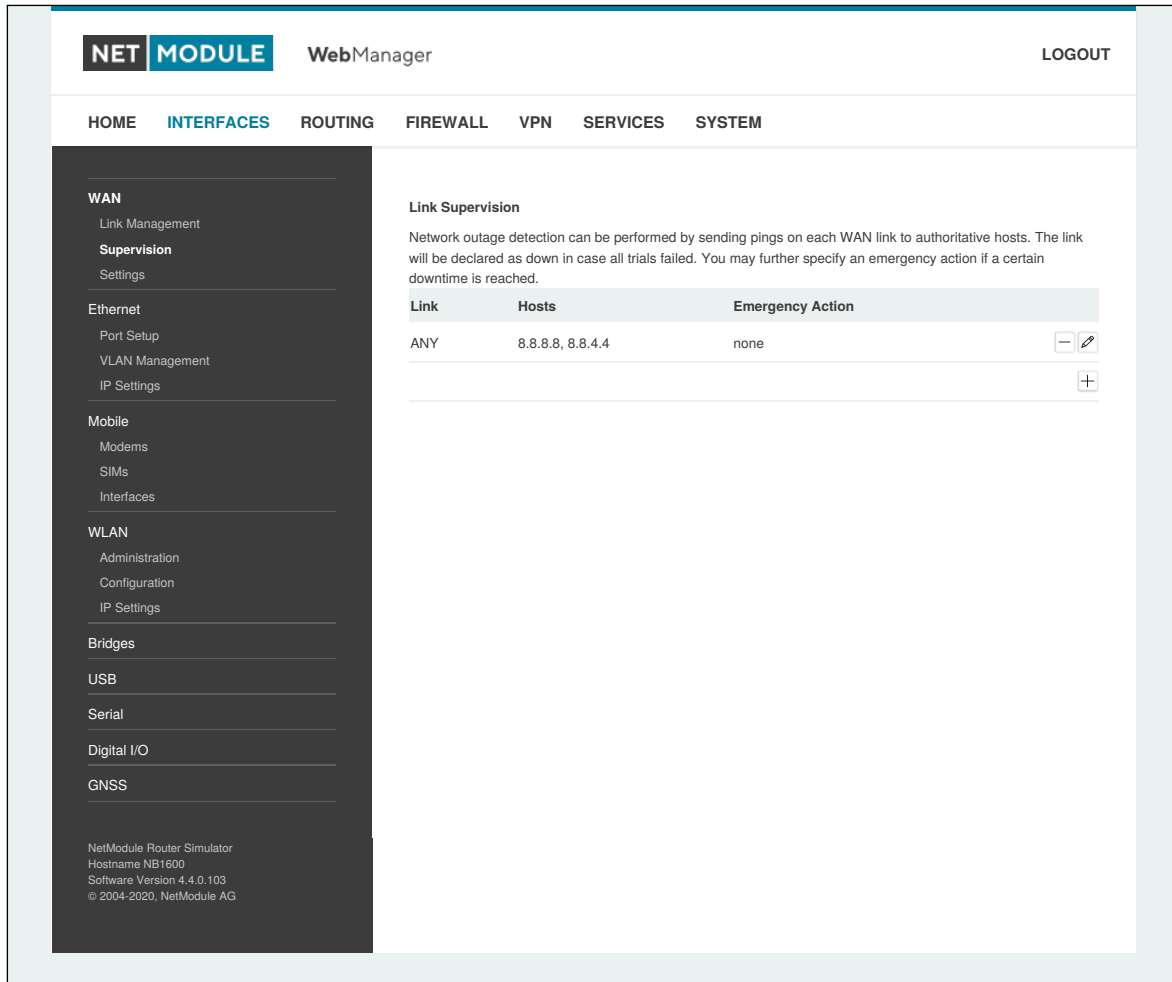 NET MODULE WebManager LOGOUT
HOME INTERFACES ROUTING FIREWALL VPN SERVICES SYSTEM
WAN
Link Management
Supervision
Settings
Ethernet
Port Setup
VLAN Management
IP Settings
Mobile
Modems
SIMs
Interfaces
WLAN
Administration
Configuration
IP Settings
Bridges
USB
Serial
Digital I/O
GNSS
NetModule Router Simulator
Hostname NB1600
Software Version 4.4.0.103
© 2004-2020, NetModule AG
Link Supervision
Network outage detection can be performed by sending pings on each WAN link to authoritative hosts. The link
will be declared as down in case all trials failed. You may further specify an emergency action if a certain
downtime is reached.
Link Hosts Emergency Action
ANY 8.8.8.8, 8.8.4.4 none